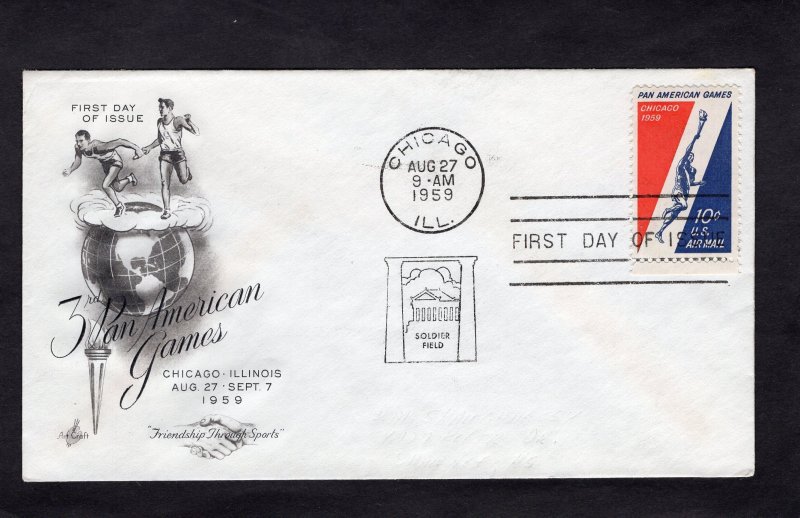 FIRST DAY
OF ISSUE
3rd Pan American
Games
CHICAGO · ILLINOIS
AUG. 27 · SEPT. 7
1959
Art Craft
"Friendship Through Sports"
CHICAGO
AUG 27
9 - AM
1959
ILL.
SOLDIER
FIELD
PAN AMERICAN GAMES
CHICAGO
1959
10¢
U.S.
AIR MAIL
FIRST DAY OF ISSUE